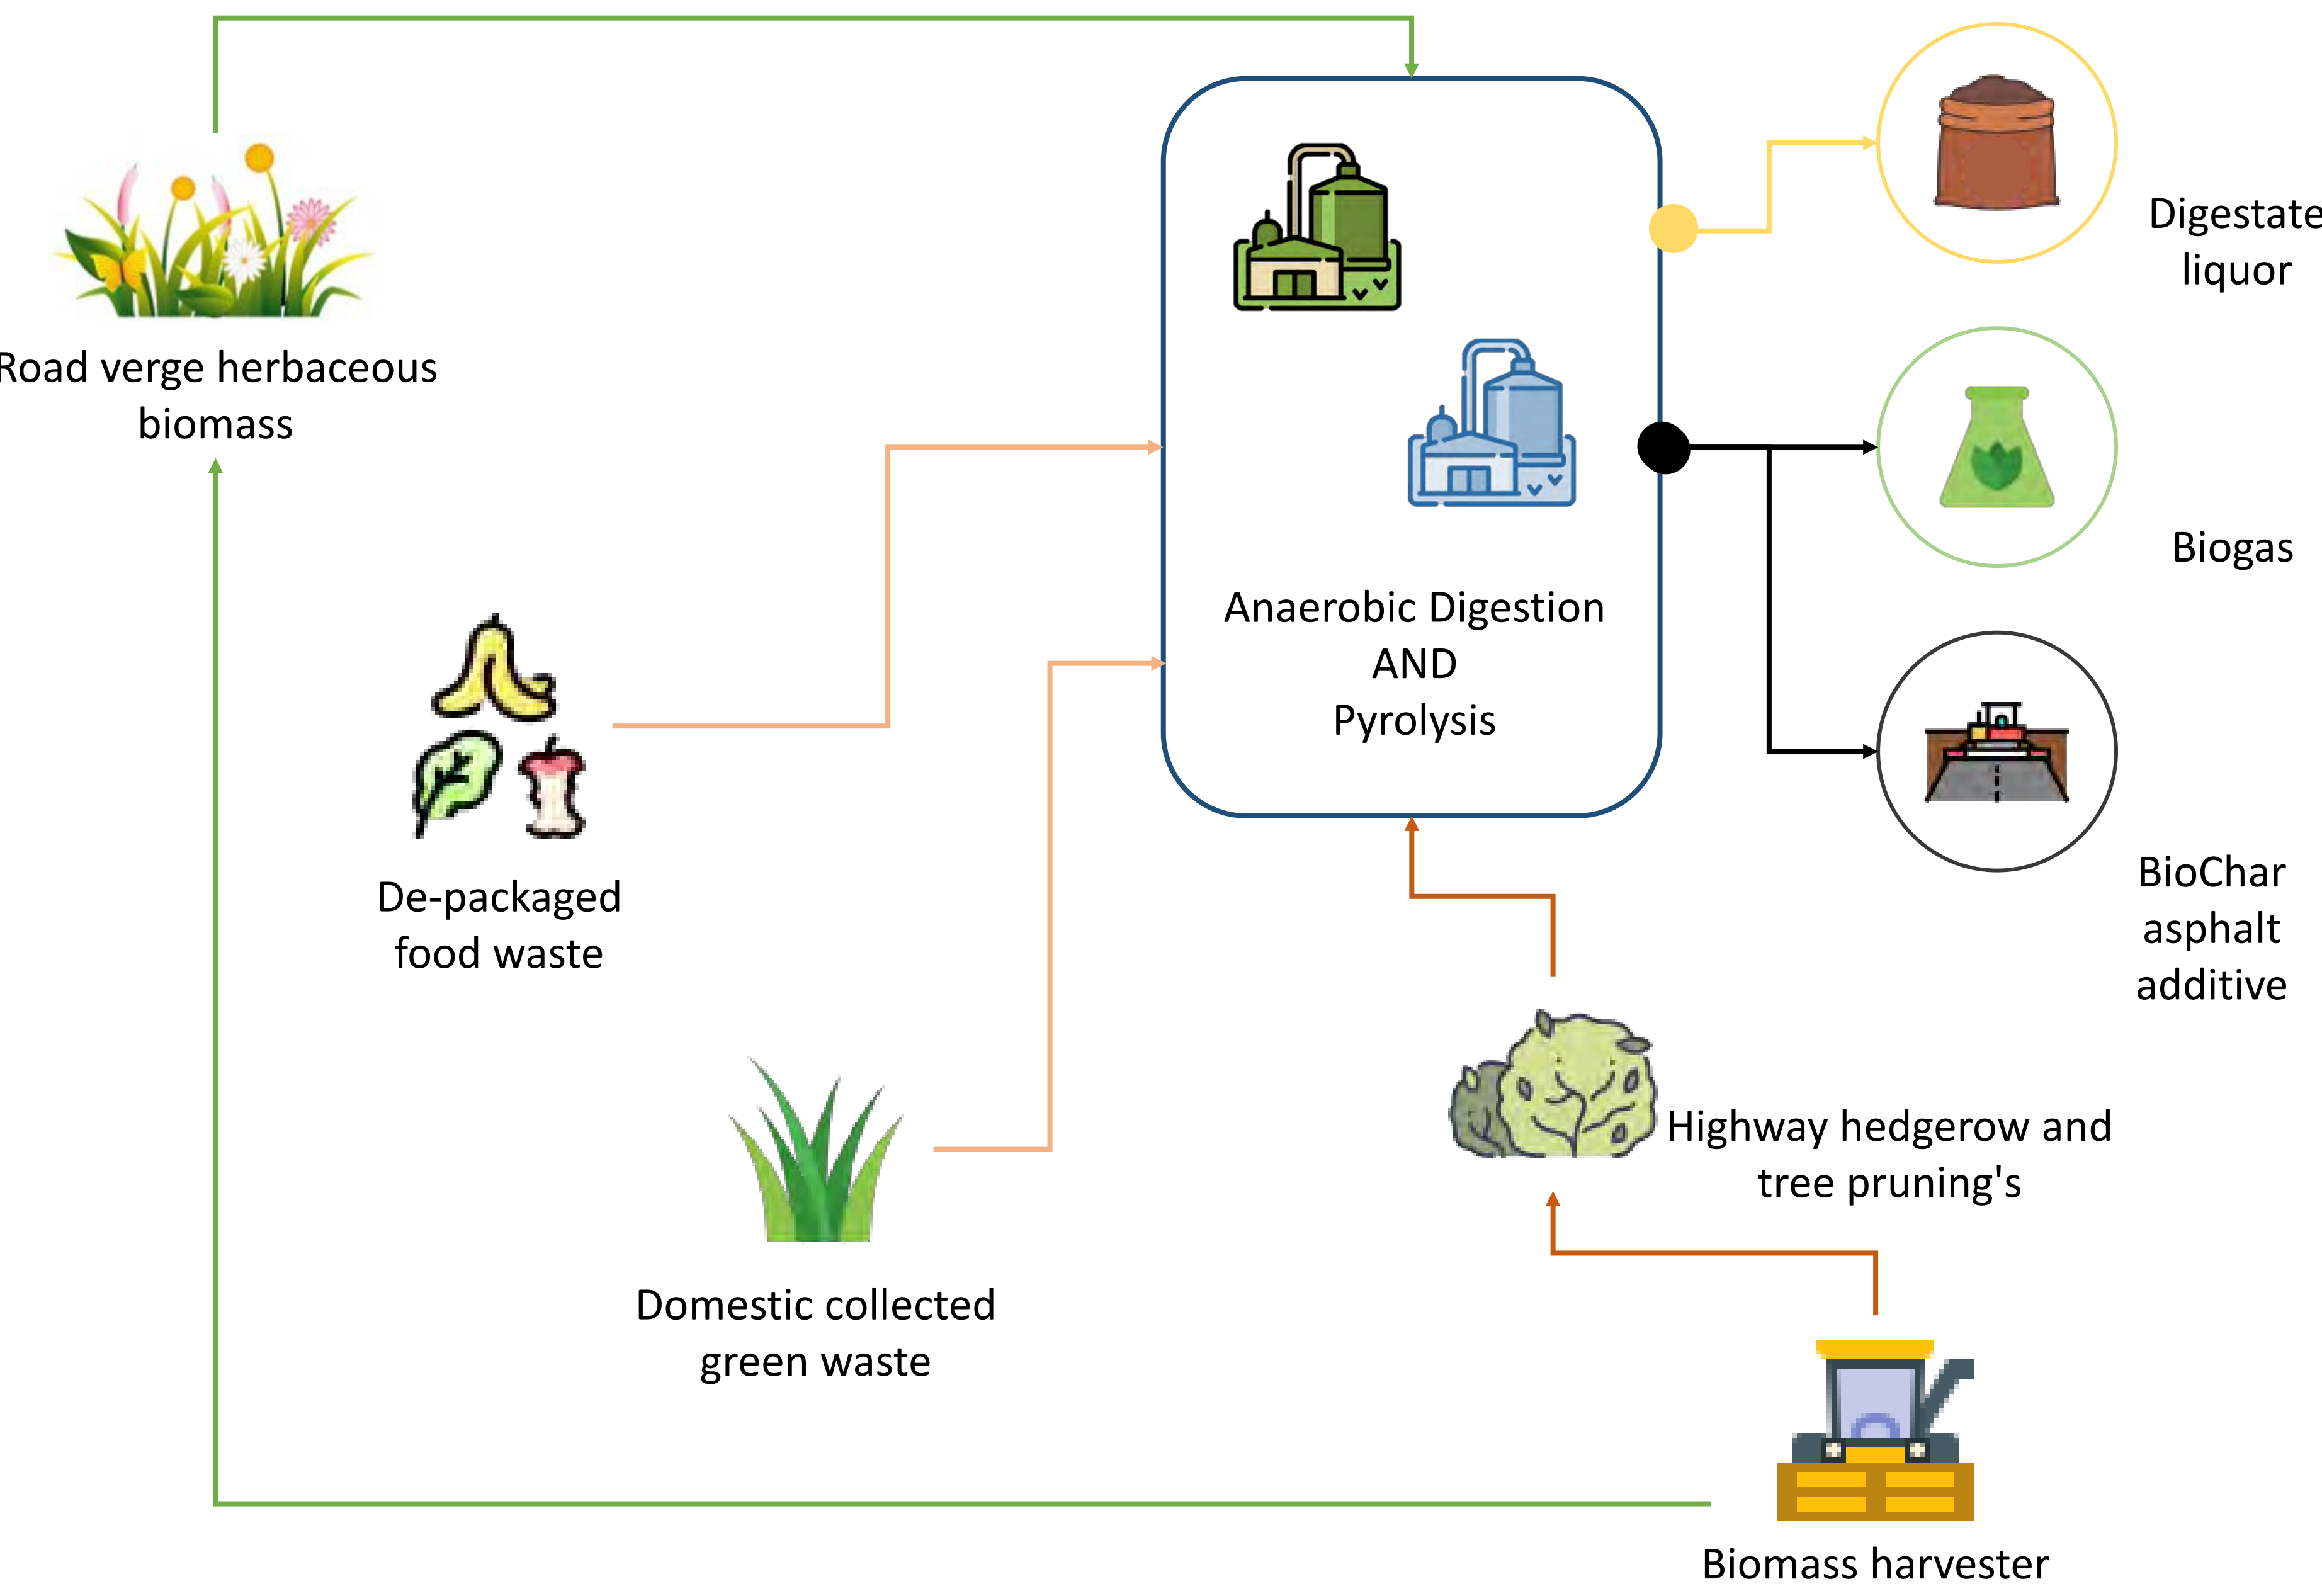 Digestate
liquor
Road verge herbaceous
biomass
Biogas
Anaerobic Digestion
AND
Pyrolysis
De-packaged
food waste
BioChar
asphalt
additive
Highway hedgerow and
tree pruning's
Domestic collected
green waste
Biomass harvester